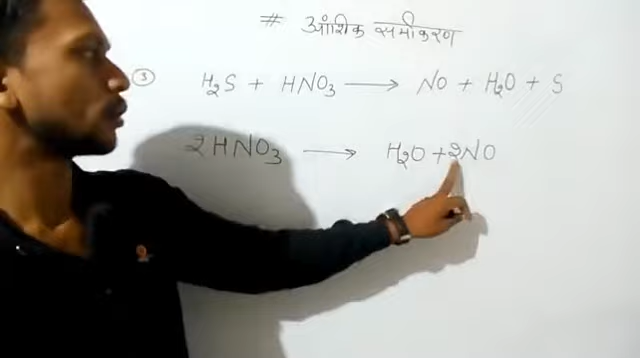 # आंशिक समीकरण
③ H₂S + HNO₃ ⟶ NO + H₂O + S
2HNO₃ ⟶ H₂O + 2NO